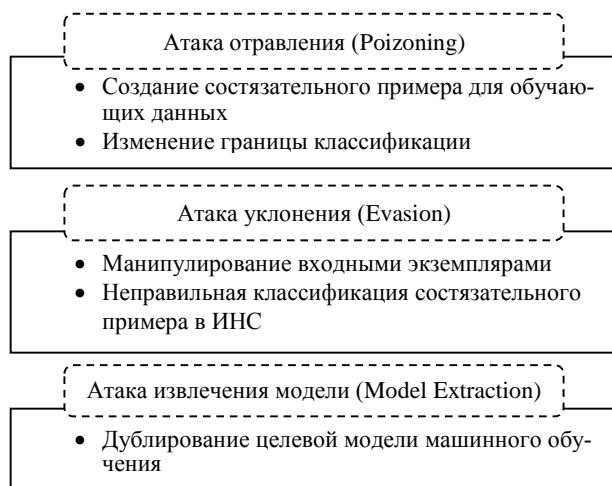 Атака отравления (Poizoning)
• Создание состязательного примера для обучаю-
щих данных
• Изменение границы классификации
Атака уклонения (Evasion)
• Манипулирование входными экземплярами
• Неправильная классификация состязательного
примера в ИНС
Атака извлечения модели (Model Extraction)
• Дублирование целевой модели машинного обу-
чения